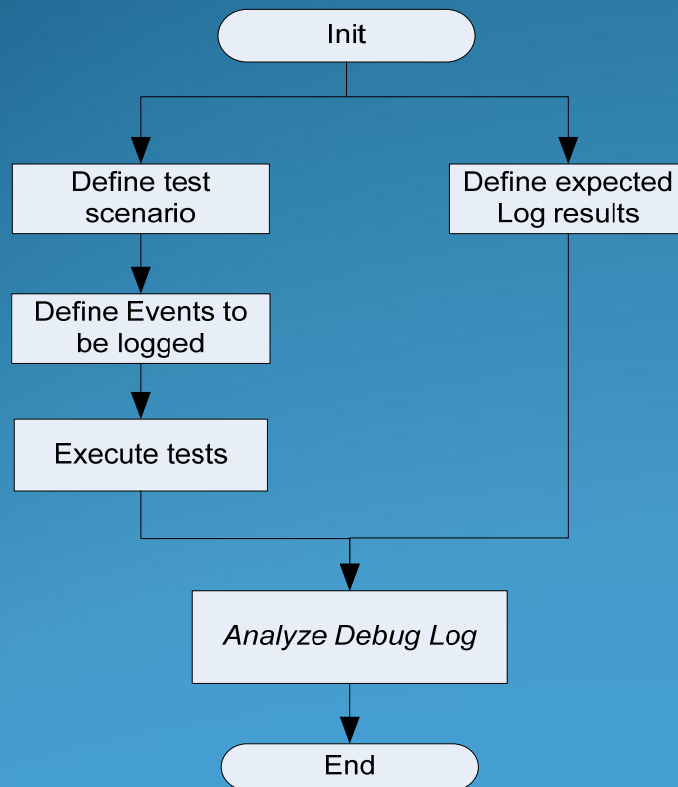 Init
Define test
scenario
Define expected
Log results
Define Events to
be logged
Execute tests
Analyze Debug Log
End